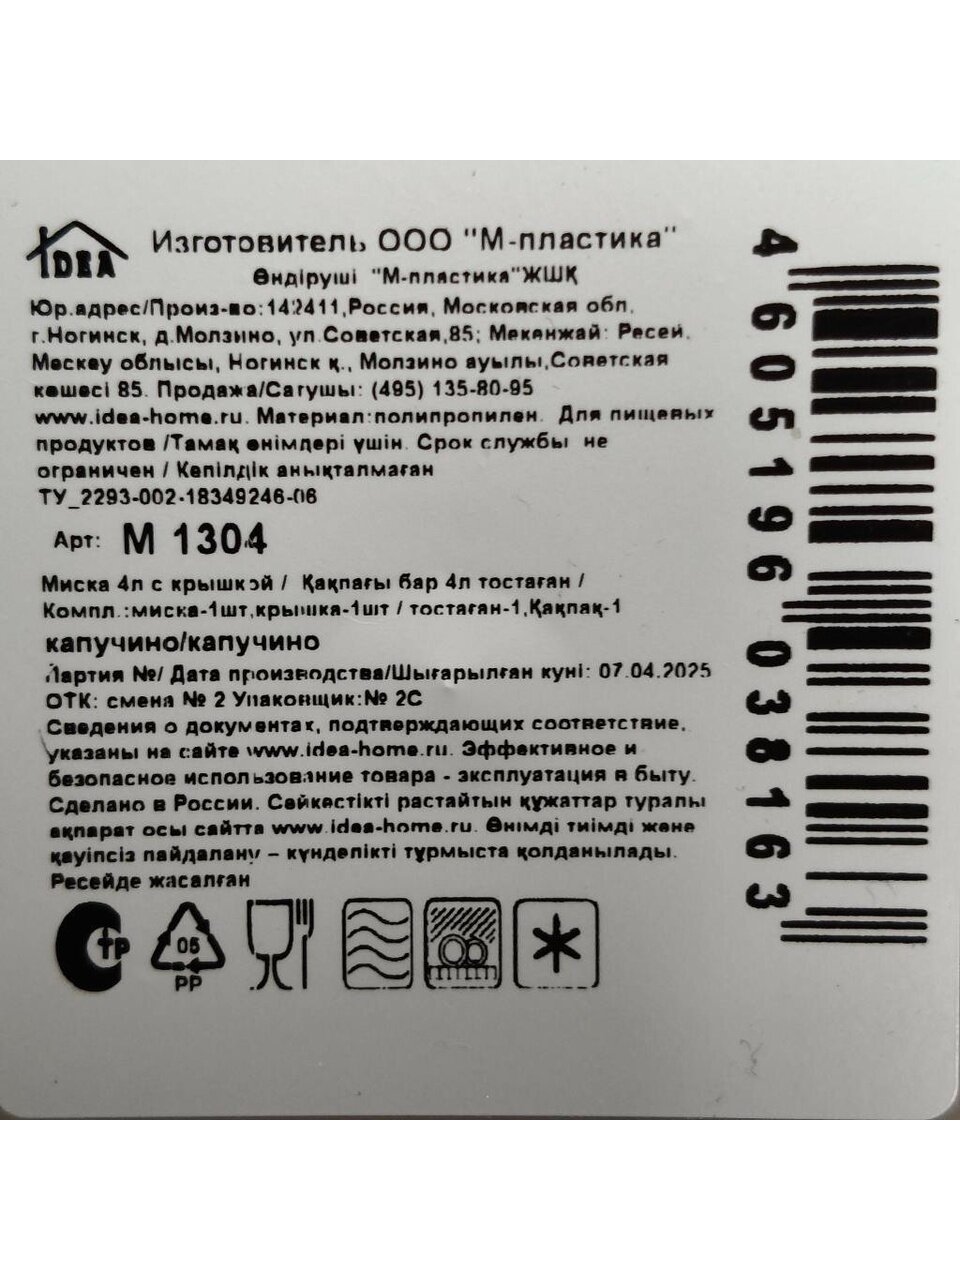 IDEA
Изготовитель ООО "М-пластика"
Өндіруші "М-пластика"ЖШҚ
Юр.адрес/Произ-во:142411,Россия, Московская обл,
г.Ногинск, д.Молзино, ул.Советская,85; Мекенжай: Ресей,
Мәскеу облысы, Ногинск қ., Молзино ауылы,Советская
көшесі 85. Продажа/Сатушы: (495) 135-80-95
www.idea-home.ru. Материал:полипропилен. Для пищевых
продуктов /Тамақ өнімдері үшін. Срок службы не
ограничен / Кепілдік анықталмаған
ТУ_2293-002-18349246-06
Арт: М 1304
Миска 4л с крышкой / Қақпағы бар 4л тостаған /
Компл.:миска-1шт,крышка-1шт / тостаған-1,Қақпақ-1
капучино/капучино
Партия №/ Дата производства/Шығарылған күні: 07.04.2025
ОТК: смена № 2 Упаковщик:№ 2С
Сведения о документах, подтверждающих соответствие,
указаны на сайте www.idea-home.ru. Эффективное и
безопасное использование товара - эксплуатация в быту.
Сделано в России. Сәйкестікті растайтын құжаттар туралы
ақпарат осы сайтта www.idea-home.ru. Өнімді тиімді және
қауіпсіз пайдалану – күнделікті тұрмыста қолданылады.
Ресейде жасалған
СТР
05
PP
4 605196 038163